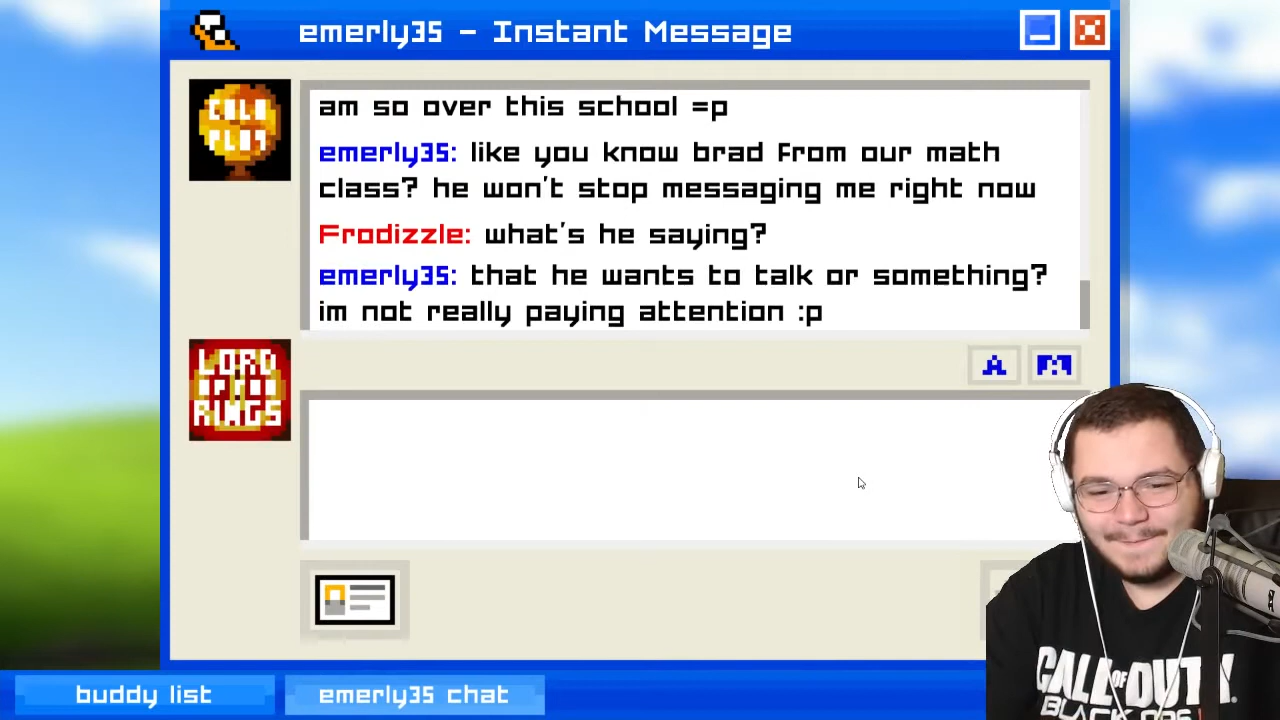 emerly35 - Instant Message
COLD
PLAY
am so over this school =p
emerly35: like you know brad from our math
class? he won't stop messaging me right now
Frodizzle: what's he saying?
emerly35: that he wants to talk or something?
im not really paying attention :p
LORD
OF THE
RINGS
A
CALL OF DUTY
BLACK OPS
buddy list
emerly35 chat